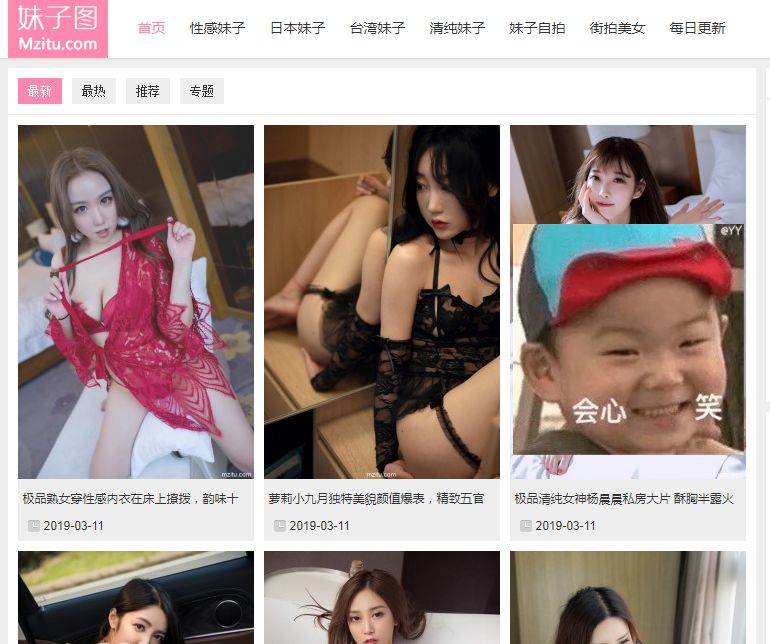 妹子图
Mzitu.com
首页 性感妹子 日本妹子 台湾妹子 清纯妹子 妹子自拍 街拍美女 每日更新
最新 最热 推荐 专题
@YY
会心 笑
mzitu.com
mzitu.com
极品熟女穿性感内衣在床上撩拨，韵味十
萝莉小九月独特美貌颜值爆表，精致五官
极品清纯女神杨晨晨私房大片 酥胸半露火
2019-03-11
2019-03-11
2019-03-11